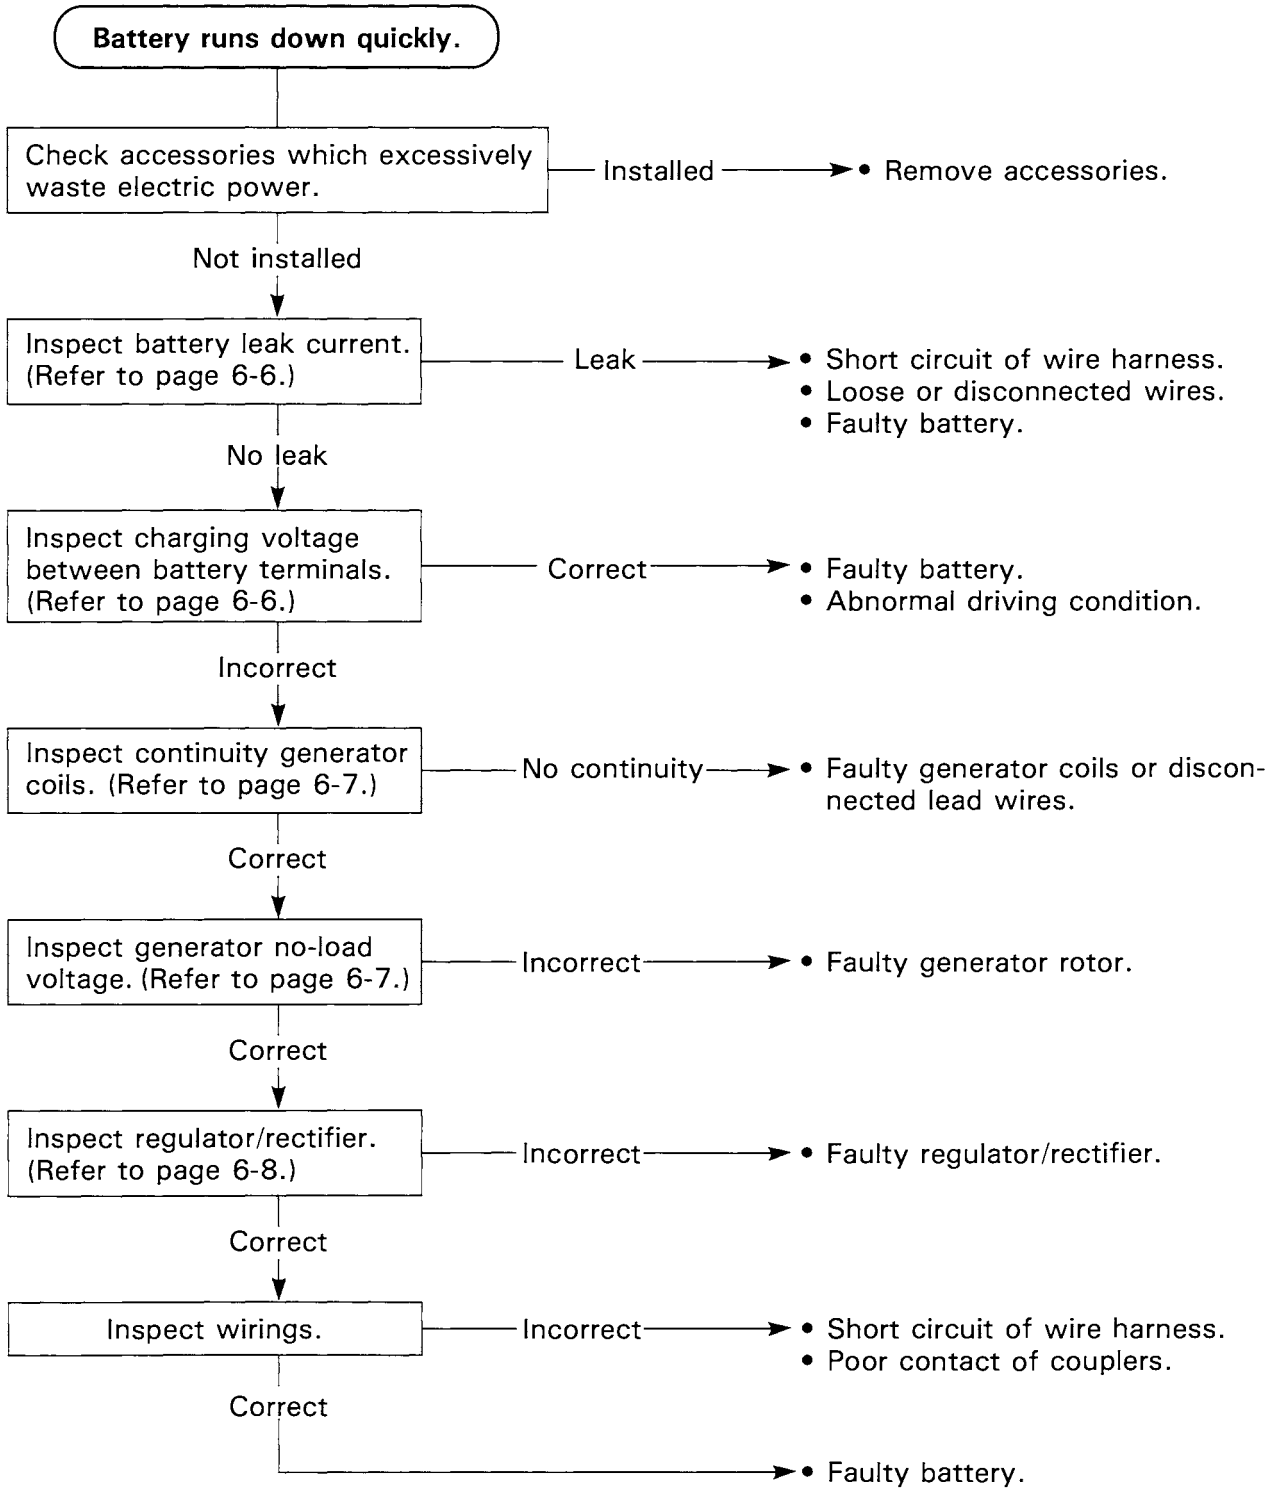 Battery runs down quickly.
Check accessories which excessively
waste electric power.
Installed
• Remove accessories.
Not installed
Inspect battery leak current.
(Refer to page 6-6.)
Leak
• Short circuit of wire harness.
• Loose or disconnected wires.
• Faulty battery.
No leak
Inspect charging voltage
between battery terminals.
(Refer to page 6-6.)
Correct
• Faulty battery.
• Abnormal driving condition.
Incorrect
Inspect continuity generator
coils. (Refer to page 6-7.)
No continuity
• Faulty generator coils or discon-
nected lead wires.
Correct
Inspect generator no-load
voltage. (Refer to page 6-7.)
Incorrect
• Faulty generator rotor.
Correct
Inspect regulator/rectifier.
(Refer to page 6-8.)
Incorrect
• Faulty regulator/rectifier.
Correct
Inspect wirings.
Incorrect
• Short circuit of wire harness.
• Poor contact of couplers.
Correct
• Faulty battery.